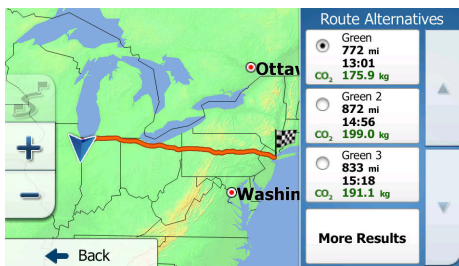 Route Alternatives
Green
772 mi
13:01
CO2 175.9 kg
Green 2
872 mi
14:56
CO2 199.0 kg
Green 3
833 mi
15:18
CO2 191.1 kg
More Results
Ottav
Washin
+
-
Back